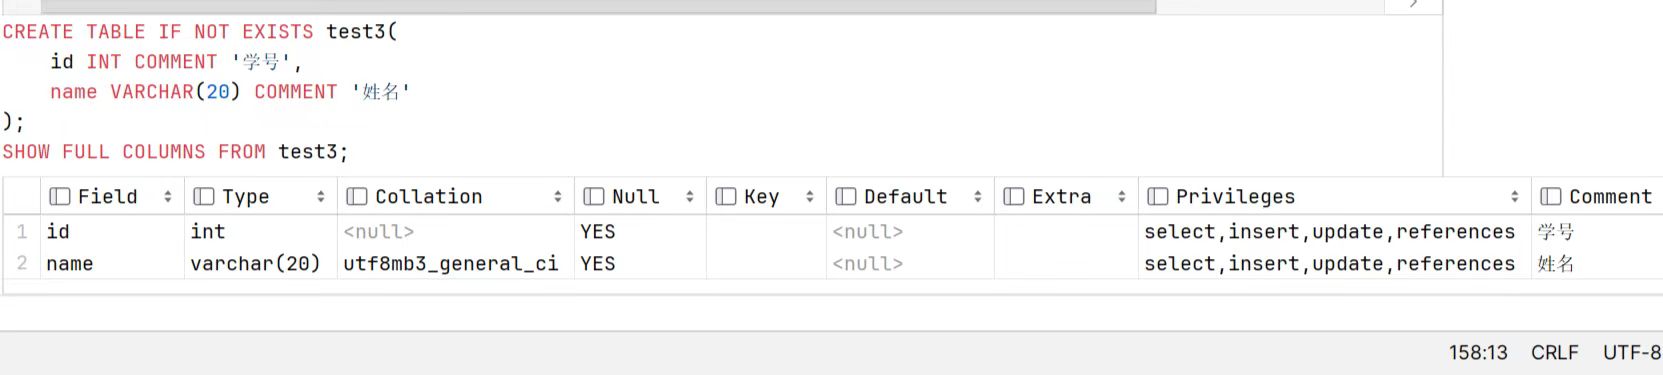 CREATE TABLE IF NOT EXISTS test3(
    id INT COMMENT '学号',
    name VARCHAR(20) COMMENT '姓名'
);
SHOW FULL COLUMNS FROM test3;
Field Type Collation Null Key Default Extra Privileges Comment
1 id int <null> YES <null> select,insert,update,references 学号
2 name varchar(20) utf8mb3_general_ci YES <null> select,insert,update,references 姓名
158:13 CRLF UTF-8